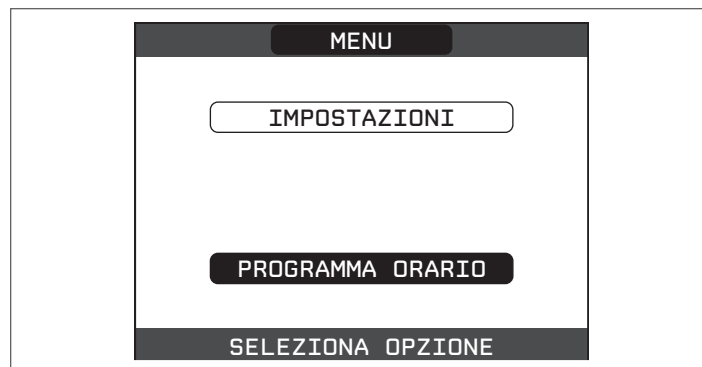 MENU
IMPOSTAZIONI
PROGRAMMA ORARIO
SELEZIONA OPZIONE